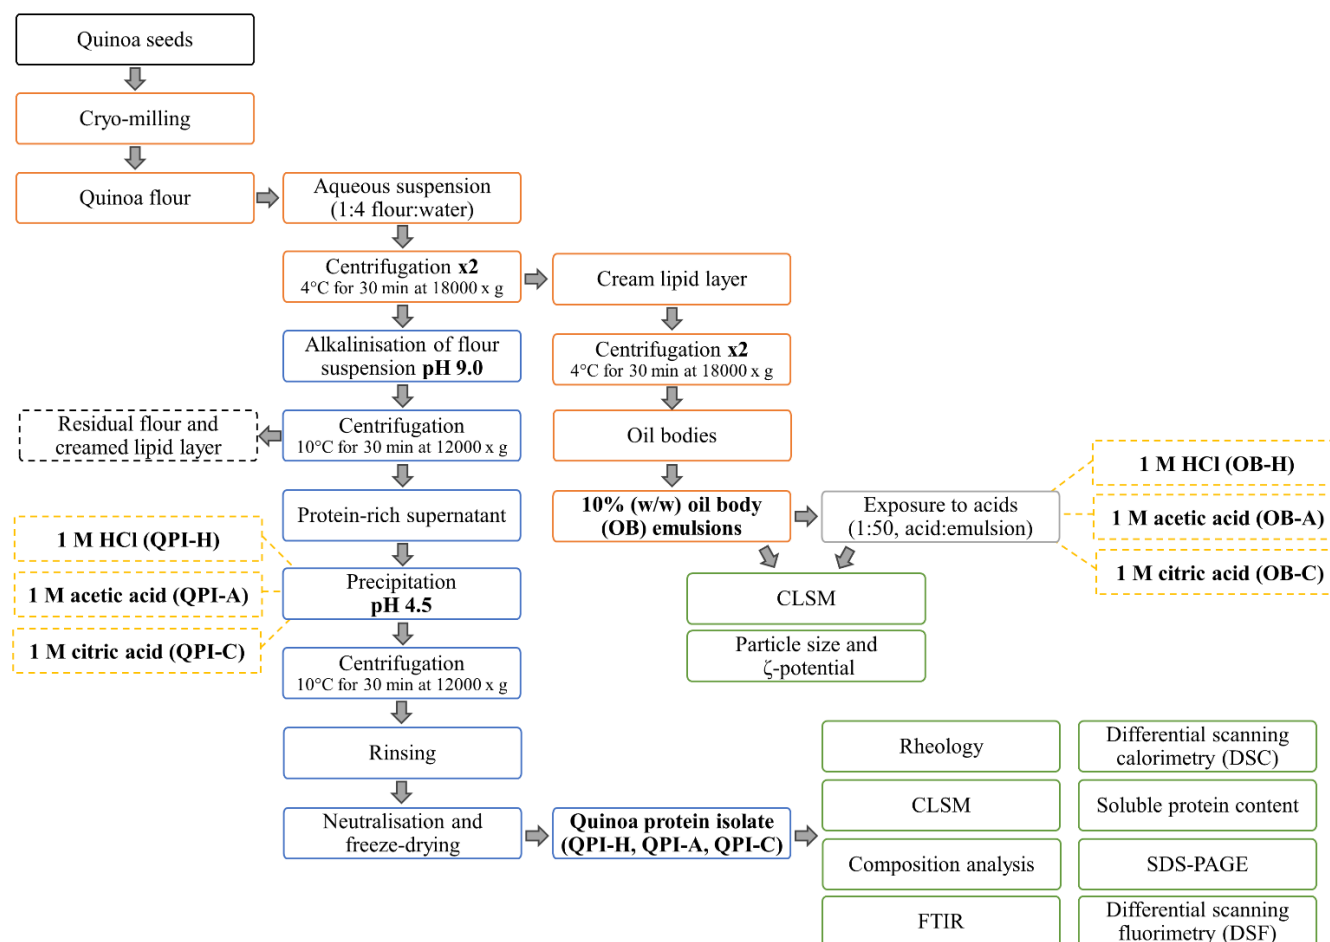 Quinoa seeds
Cryo-milling
Quinoa flour
Aqueous suspension
(1:4 flour:water)
Centrifugation x2
4°C for 30 min at 18000 x g
Cream lipid layer
Alkalinisation of flour
suspension pH 9.0
Centrifugation x2
4°C for 30 min at 18000 x g
Residual flour and
creamed lipid layer
Centrifugation
10°C for 30 min at 12000 x g
Oil bodies
Protein-rich supernatant
10% (w/w) oil body
(OB) emulsions
Exposure to acids
(1:50, acid:emulsion)
1 M HCl (OB-H)
1 M acetic acid (OB-A)
1 M citric acid (OB-C)
1 M HCl (QPI-H)
1 M acetic acid (QPI-A)
1 M citric acid (QPI-C)
Precipitation
pH 4.5
CLSM
Particle size and
ζ-potential
Centrifugation
10°C for 30 min at 12000 x g
Rinsing
Neutralisation and
freeze-drying
Quinoa protein isolate
(QPI-H, QPI-A, QPI-C)
Rheology
Differential scanning
calorimetry (DSC)
CLSM
Soluble protein content
Composition analysis
SDS-PAGE
FTIR
Differential scanning
fluorimetry (DSF)